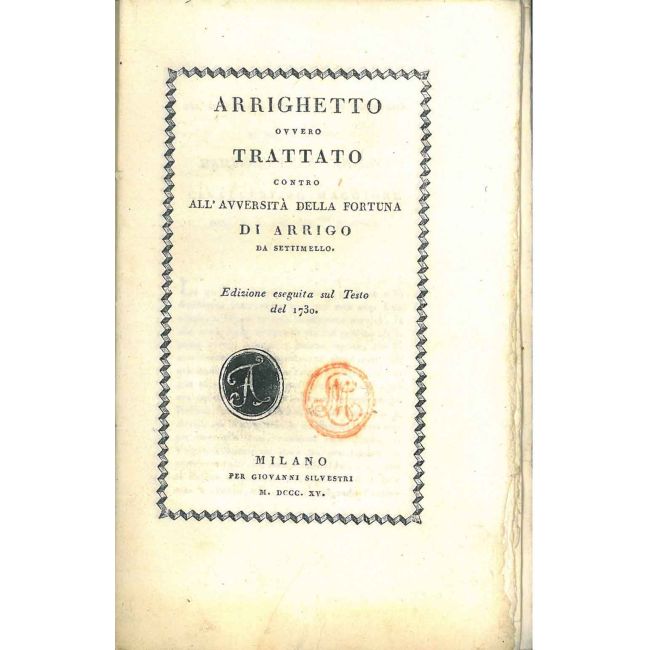 ARRIGHETTO
OVVERO
TRATTATO
CONTRO
ALL' AVVERSITÀ DELLA FORTUNA
DI ARRIGO
DA SETTIMELLO.
Edizione eseguita sul Testo
del 1730.
MILANO
PER GIOVANNI SILVESTRI
M. DCCC. XV.